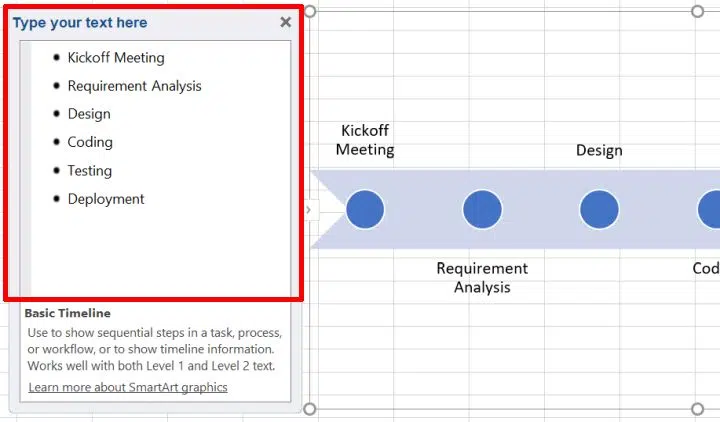 Type your text here
Kickoff Meeting
Requirement Analysis
Design
Coding
Testing
Deployment
Basic Timeline
Use to show sequential steps in a task, process,
or workflow, or to show timeline information.
Works well with both Level 1 and Level 2 text.
Learn more about SmartArt graphics
Kickoff
Meeting
Requirement
Analysis
Design
Cod